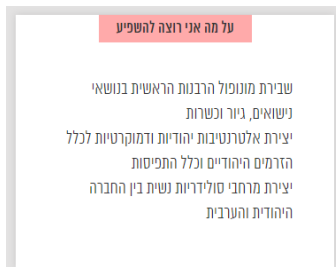 על מה אני רוצה להשפיע
שבירת מונופול הרבנות הראשית בנושאי
נישואים, גיור וכשרות
יצירת אלטרנטיבות יהודיות ודמוקרטיות לכלל
הזרמים היהודיים וכלל התפיסות
יצירת מרחבי סולידריות נשית בין החברה
היהודית והערבית